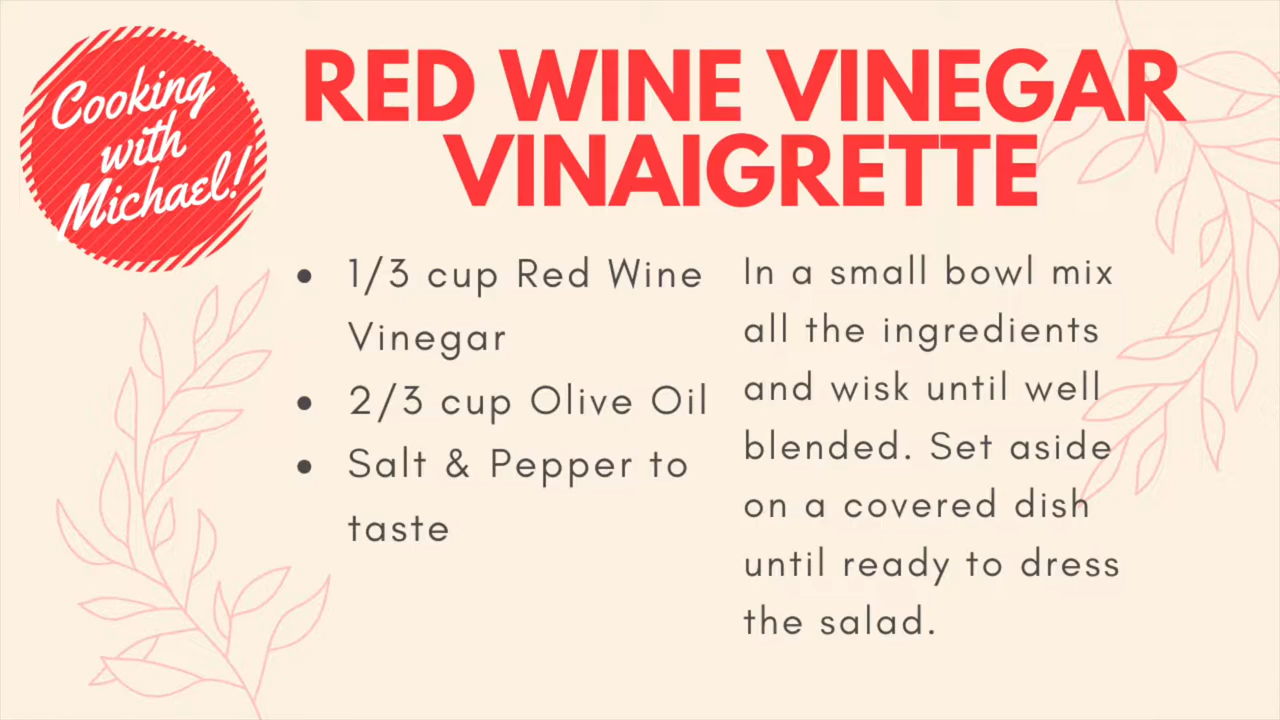 Cooking
with
Michael!
RED WINE VINEGAR
VINAIGRETTE
• 1/3 cup Red Wine
Vinegar
• 2/3 cup Olive Oil
• Salt & Pepper to
taste
In a small bowl mix
all the ingredients
and wisk until well
blended. Set aside
on a covered dish
until ready to dress
the salad.